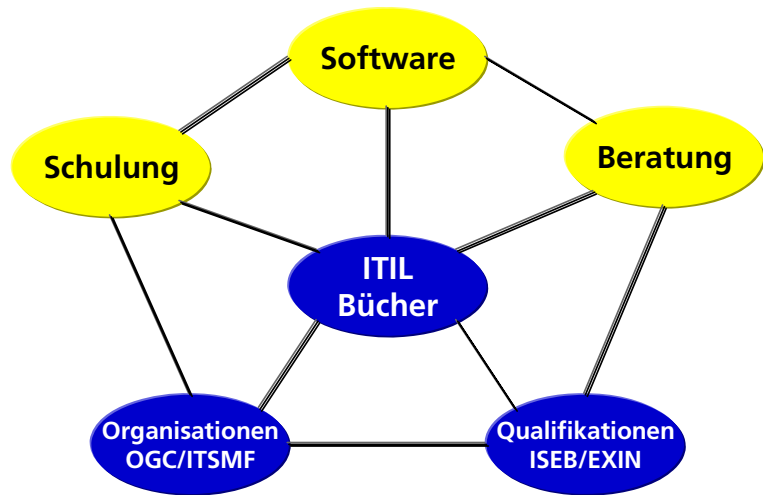 Software
Schulung
Beratung
ITIL
Bücher
Organisationen
OGC/ITSMF
Qualifikationen
ISEB/EXIN